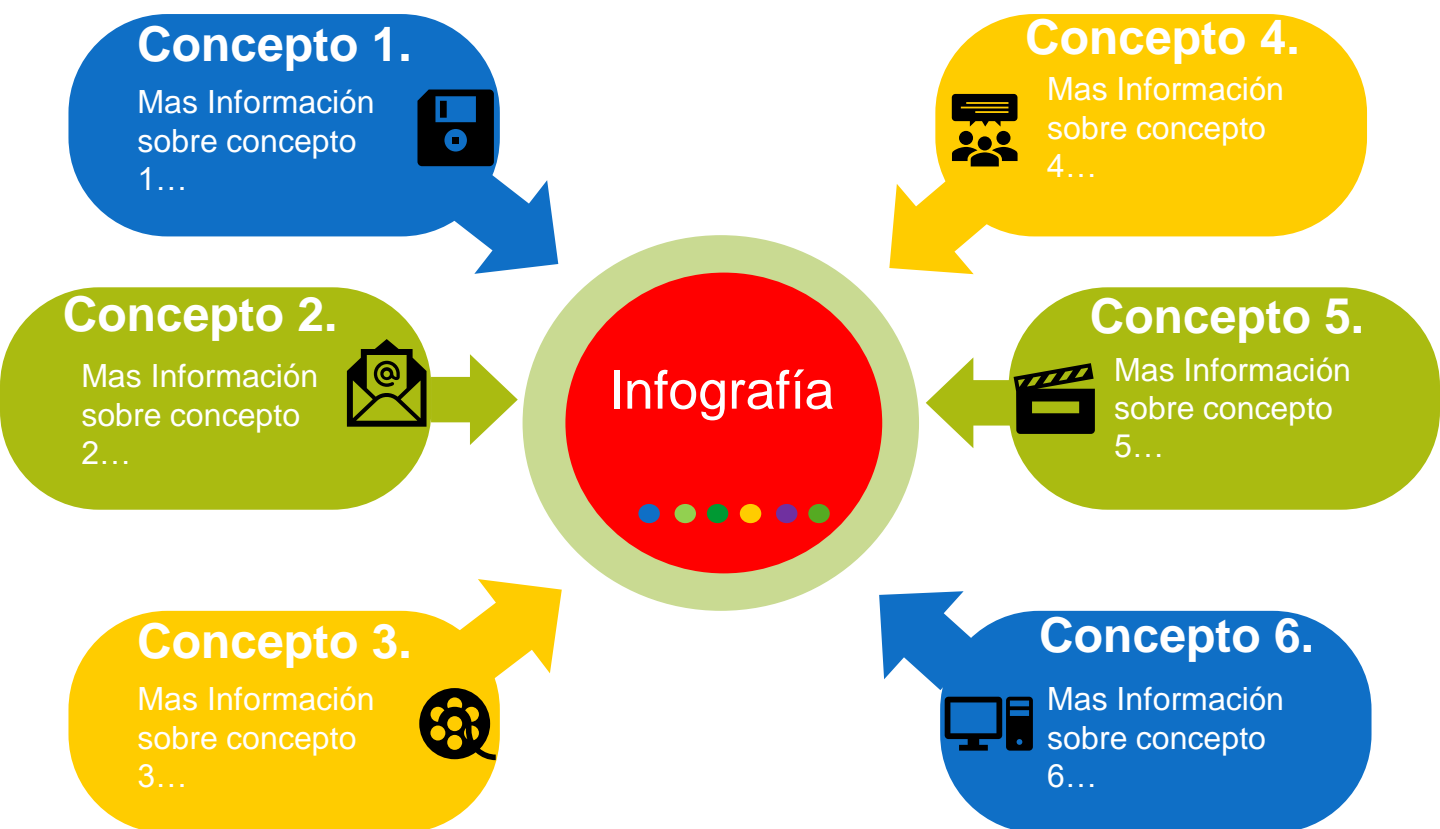 Concepto 1.
Mas Información
sobre concepto
1…
Concepto 2.
Mas Información
sobre concepto
2…
Concepto 3.
Mas Información
sobre concepto
3…
Infografía
Concepto 4.
Mas Información
sobre concepto
4…
Concepto 5.
Mas Información
sobre concepto
5…
Concepto 6.
Mas Información
sobre concepto
6…
@